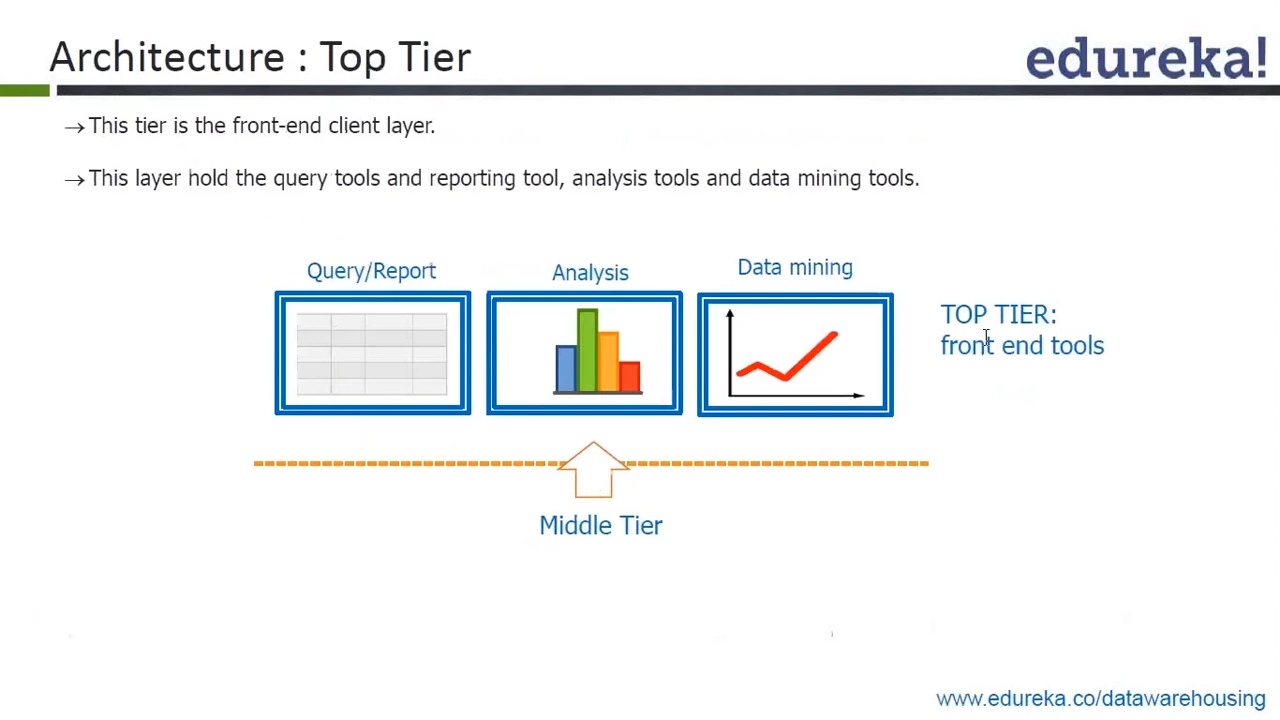 Architecture : Top Tier
edureka!
→This tier is the front-end client layer.
→This layer hold the query tools and reporting tool, analysis tools and data mining tools.
Query/Report
Analysis
Data mining
TOP TIER:
front end tools
Middle Tier
www.edureka.co/datawarehousing